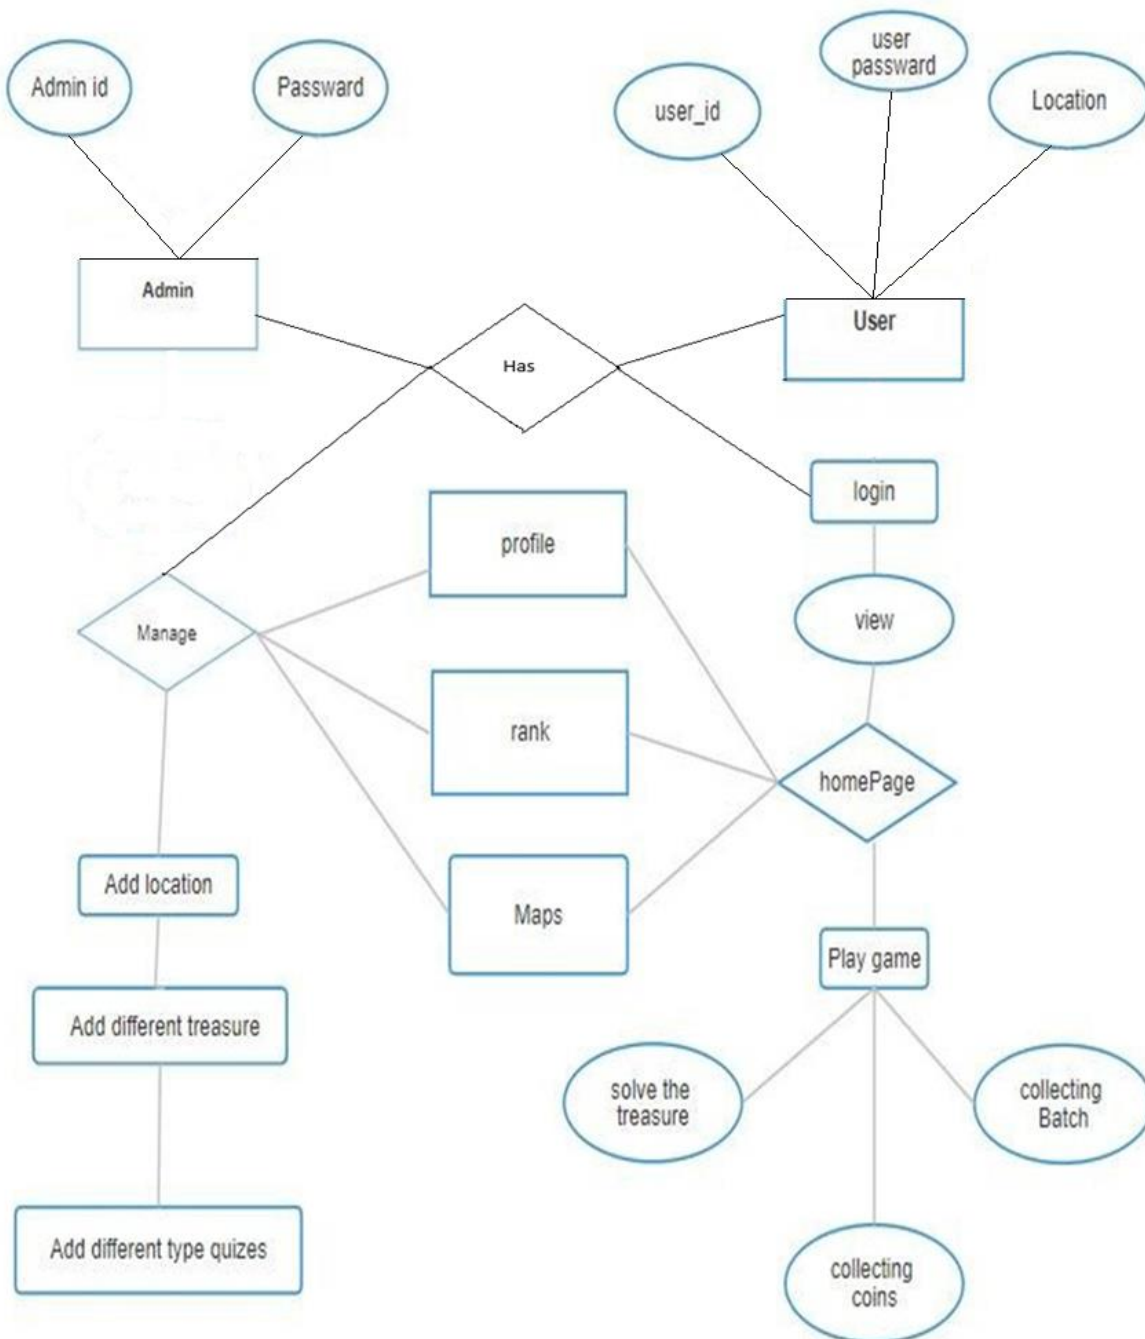 Admin id
Passward
user_id
user
passward
Location
Admin
User
Has
login
profile
view
Manage
rank
homePage
Add location
Maps
Play game
Add different treasure
solve the
treasure
collecting
Batch
Add different type quizes
collecting
coins